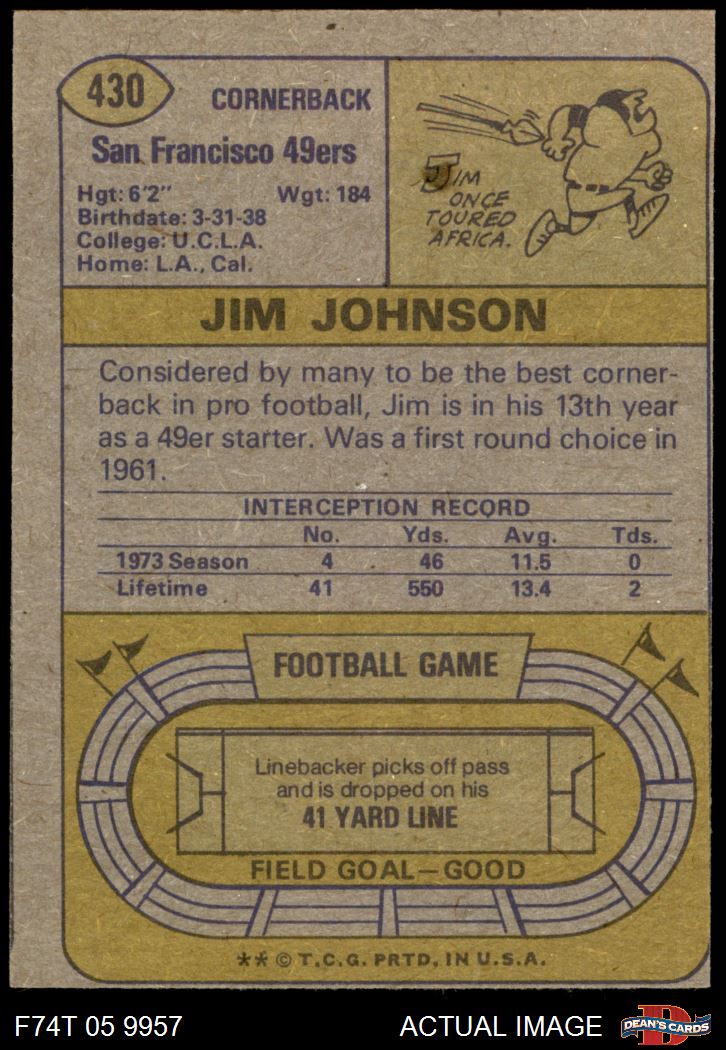 430
CORNERBACK
San Francisco 49ers
Hgt: 6'2" Wgt: 184
Birthdate: 3-31-38
College: U.C.L.A.
Home: L.A., Cal.
JIM
ONCE
TOURED
AFRICA.
JIM JOHNSON
Considered by many to be the best corner-
back in pro football, Jim is in his 13th year
as a 49er starter. Was a first round choice in
1961.
INTERCEPTION RECORD
No. Yds. Avg. Tds.
1973 Season 4 46 11.5 0
Lifetime 41 550 13.4 2
FOOTBALL GAME
Linebacker picks off pass
and is dropped on his
41 YARD LINE
FIELD GOAL—GOOD
** © T.C.G. PRTD. IN U.S.A.
F74T 05 9957 ACTUAL IMAGE
D
DEAN'S CARDS